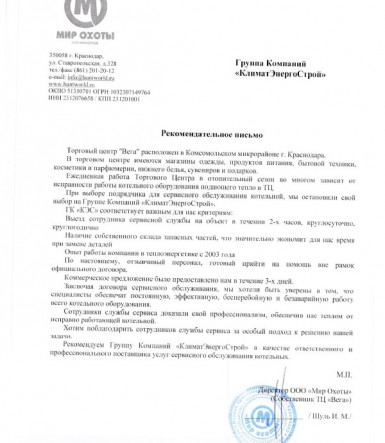 МИР ОХОТЫ
350058 г. Краснодар,
ул. Ставропольская, д.328
тел./факс (861) 201-20-12
e-mail: info@huntworld.ru
www.huntworld.ru
ОКПО 51310701 ОГРН 1032307149764
ИНН 2312076658 / КПП 231201001
Группа Компаний
«КлиматЭнергоСтрой»
Рекомендательное письмо
Торговый центр "Вега" расположен в Комсомольском микрорайоне г. Краснодара.
В торговом центре имеются магазины одежды, продуктов питания, бытовой техники,
косметики и парфюмерии, нижнего белья, сувениров и подарков.
Ежедневная работа Торгового Центра в отопительный сезон во многом зависит от
исправности работы котельного оборудования подающего тепло в ТЦ.
При выборе подрядчика для сервисного обслуживания котельной, мы остановили свой
выбор на Группе Компаний «КлиматЭнергоСтрой».
ГК «КЭС» соответствует важным для нас критериям:
Выезд сотрудника сервисной службы на объект в течении 2-х часов, круглосуточно,
круглогодично
Наличие собственного склада запасных частей, что значительно экономит для нас время
при замене деталей
Опыт работы компании в теплоэнергетике с 2003 года
По настоящему, отзывчивый персонал, готовый прийти на помощь вне рамок
официального договора.
Коммерческое предложение было предоставлено нам в течении 3-х дней.
Заключая договора сервисного обслуживания, мы хотели быть уверены в том, что
специалисты обеспечат постоянную, эффективную, бесперебойную и безаварийную работу
всего котельного оборудования.
Сотрудники службы сервиса доказали свой профессионализм, обеспечив нас теплом от
исправно работающей котельной.
Хотим поблагодарить сотрудников службы сервиса за особый подход к решению нашей
задачи.
Рекомендуем Группу Компаний «КлиматЭнергоСтрой» в качестве ответственного и
профессионального поставщика услуг сервисного обслуживания котельных.
М.П.
Директор ООО «Мир Охоты»
(Собственник ТЦ «Вега»)
/ Шуль И. М./